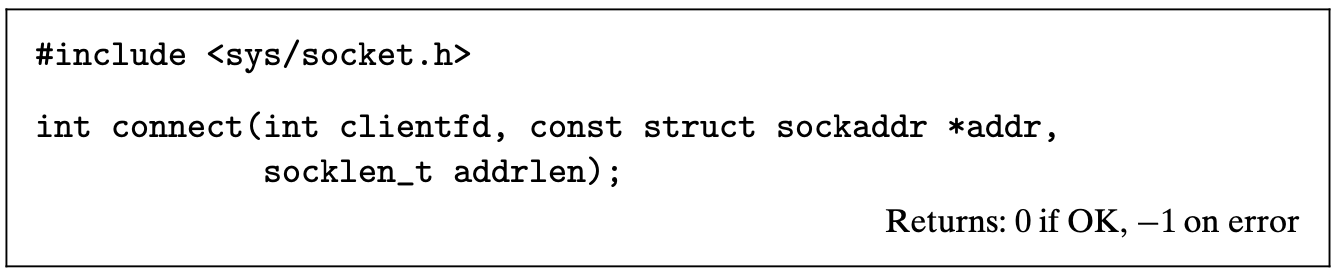 #include <sys/socket.h>
int connect(int clientfd, const struct sockaddr *addr,
socklen_t addrlen);
Returns: 0 if OK, −1 on error